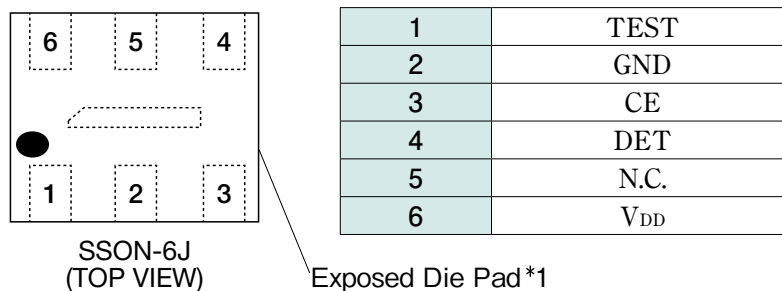 6 5 4
1 2 3
SSON-6J
(TOP VIEW)
Exposed Die Pad*1
1 TEST
2 GND
3 CE
4 DET
5 N.C.
6 VDD